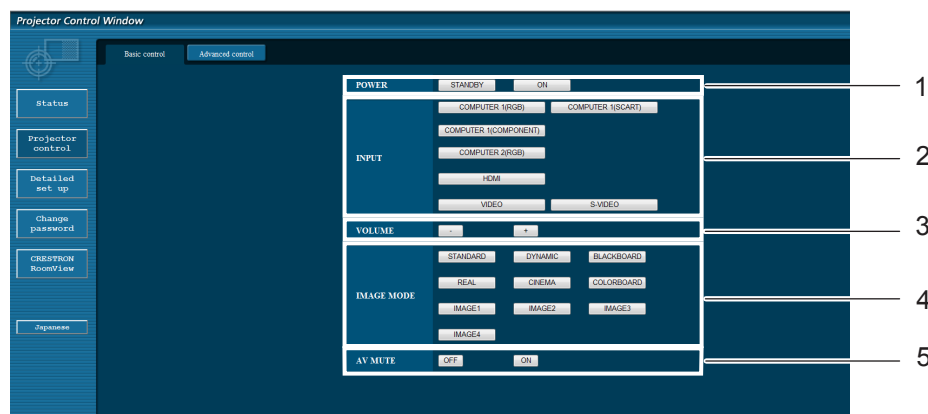 Projector Control Window
Basic control Advanced control
Status
Projector
control
Detailed
set up
Change
password
CRESTRON
RoomView
Japanese
POWER STANDBY ON 1
INPUT
COMPUTER 1(RGB) COMPUTER 1(SCART)
COMPUTER 1(COMPONENT)
COMPUTER 2(RGB)
HDMI
VIDEO S-VIDEO
2
VOLUME - + 3
IMAGE MODE
STANDARD DYNAMIC BLACKBOARD
REAL CINEMA COLORBOARD
IMAGE1 IMAGE2 IMAGE3
IMAGE4
4
AV MUTE OFF ON 5